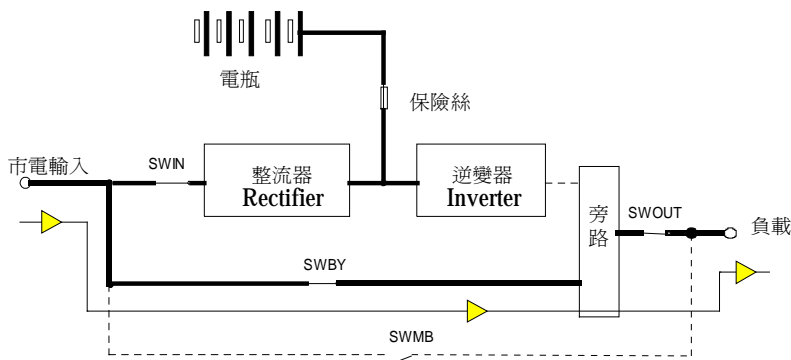 電瓶
保險絲
市電輸入
SWIN
整流器
Rectifier
逆變器
Inverter
旁路
SWOUT
負載
SWBY
SWMB